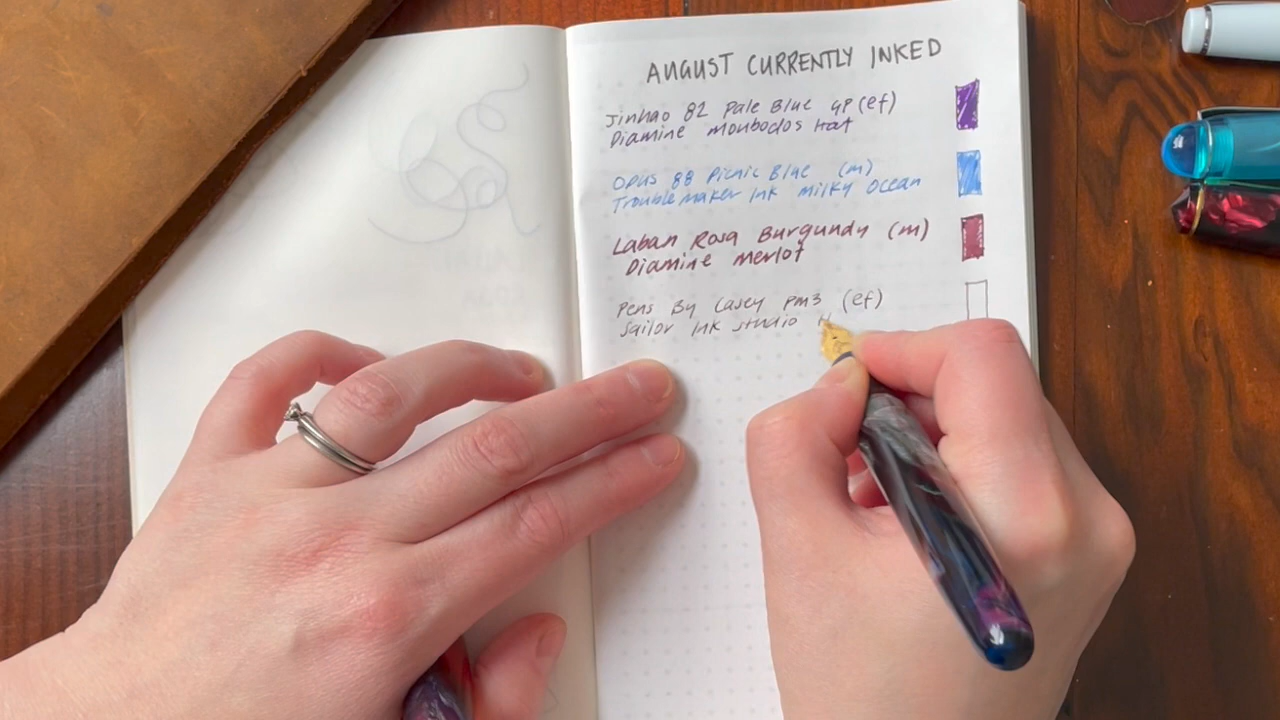 AUGUST CURRENTLY INKED
Jinhao 82 Pale Blue GP (ef)
Diamine Monboddos Hat
Opus 88 Picnic Blue (m)
Troublemaker Ink Milky Ocean
Laban Rosa Burgundy (m)
Diamine merlot
Pens By Casey PM3 (ef)
Sailor Ink studio